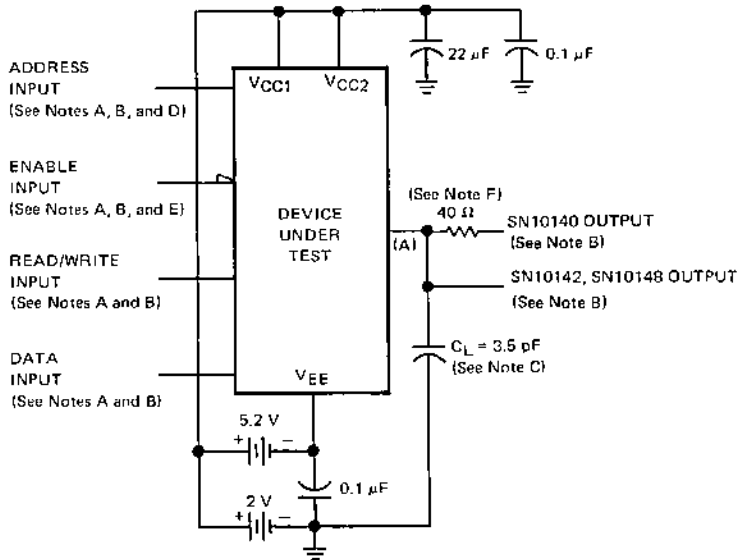 22 µF
0.1 µF
ADDRESS
INPUT
(See Notes A, B, and D)
VCC1
VCC2
ENABLE
INPUT
(See Notes A, B, and E)
DEVICE
UNDER
TEST
(See Note F)
40 Ω
(A)
SN10140 OUTPUT
(See Note B)
READ/WRITE
INPUT
(See Notes A and B)
SN10142, SN10148 OUTPUT
(See Note B)
CL = 3.5 pF
(See Note C)
DATA
INPUT
(See Notes A and B)
VEE
5.2 V
+ −
0.1 µF
2 V
+ −